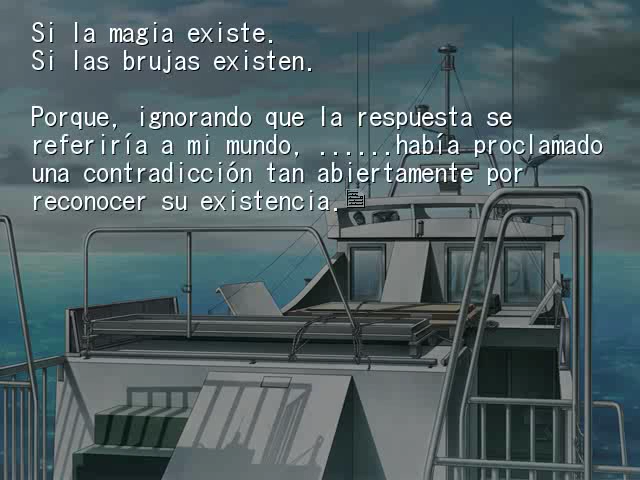 Si la magia existe.
Si las brujas existen.
Porque, ignorando que la respuesta se
referiría a mi mundo, ......había proclamado
una contradicción tan abiertamente por
reconocer su existencia.